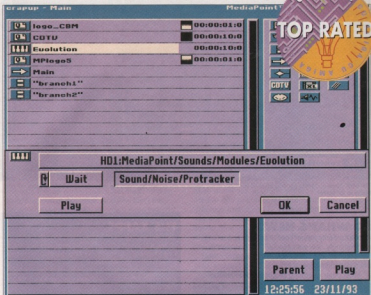 crapup - Main MediaPoint
logo_CBM 00:00:01:0
CDTV 00:00:10:0
Evolution 00:00:10:0
MPlogo5 00:00:01:0
Main
"branch1"
"branch2"
TOP RATED
CDTV
HD1:MediaPoint/Sounds/Modules/Evolution
Wait Sound/Noise/Protracker
Play OK Cancel
Parent Play
12:25:56 23/11/93